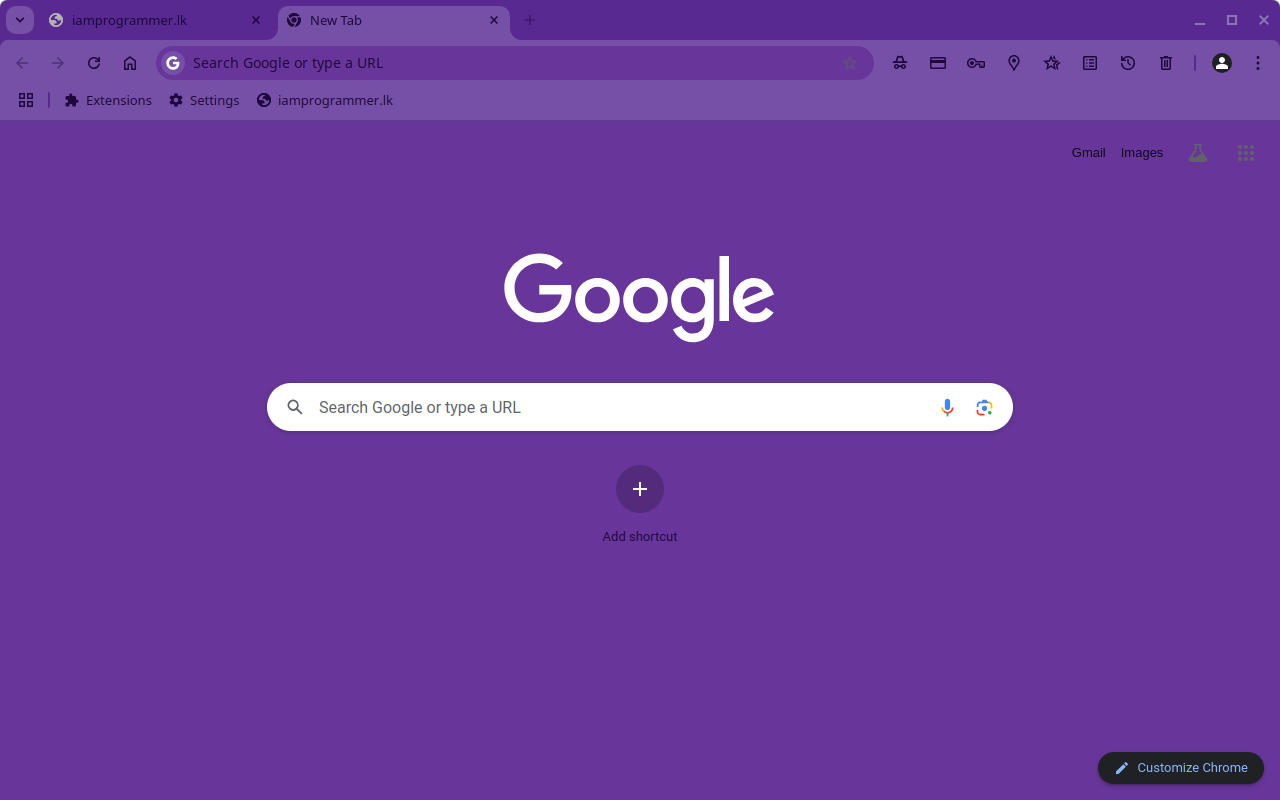 iamprogrammer.lk
New Tab
Search Google or type a URL
Extensions
Settings
iamprogrammer.lk
Gmail
Images
Google
Search Google or type a URL
Add shortcut
Customize Chrome